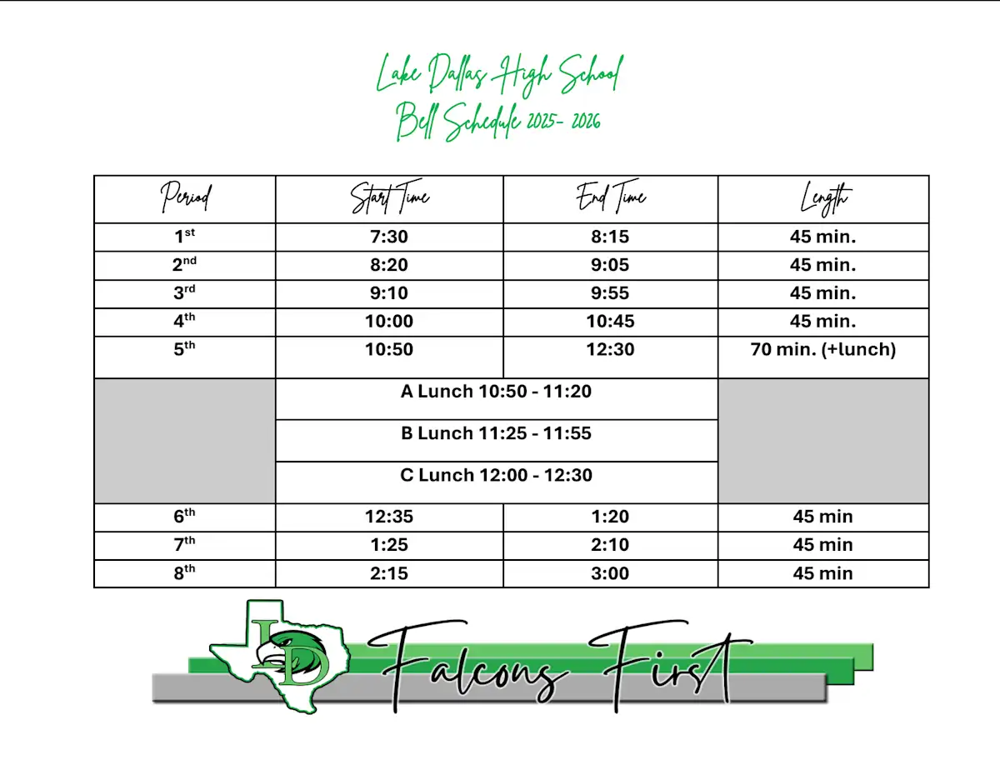 Lake Dallas High School
Bell Schedule 2025- 2026
Period Start Time End Time Length
1st 7:30 8:15 45 min.
2nd 8:20 9:05 45 min.
3rd 9:10 9:55 45 min.
4th 10:00 10:45 45 min.
5th 10:50 12:30 70 min. (+lunch)
A Lunch 10:50 - 11:20
B Lunch 11:25 - 11:55
C Lunch 12:00 - 12:30
6th 12:35 1:20 45 min
7th 1:25 2:10 45 min
8th 2:15 3:00 45 min
LD Falcons First